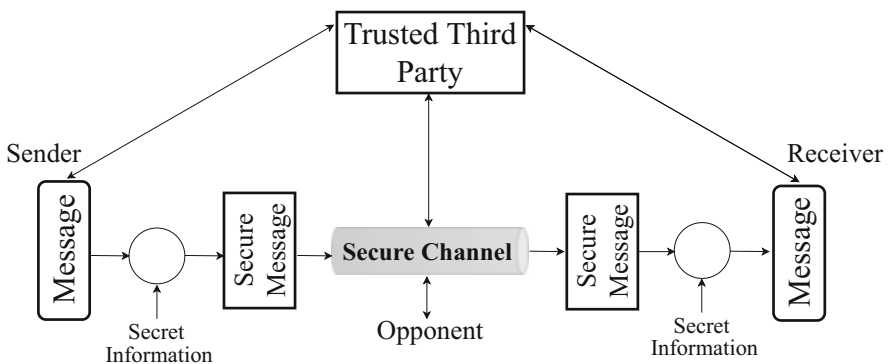 Trusted Third
Party
Sender
Receiver
Message
Secure
Message
Secure Channel
Secure
Message
Message
Secret
Information
Opponent
Secret
Information